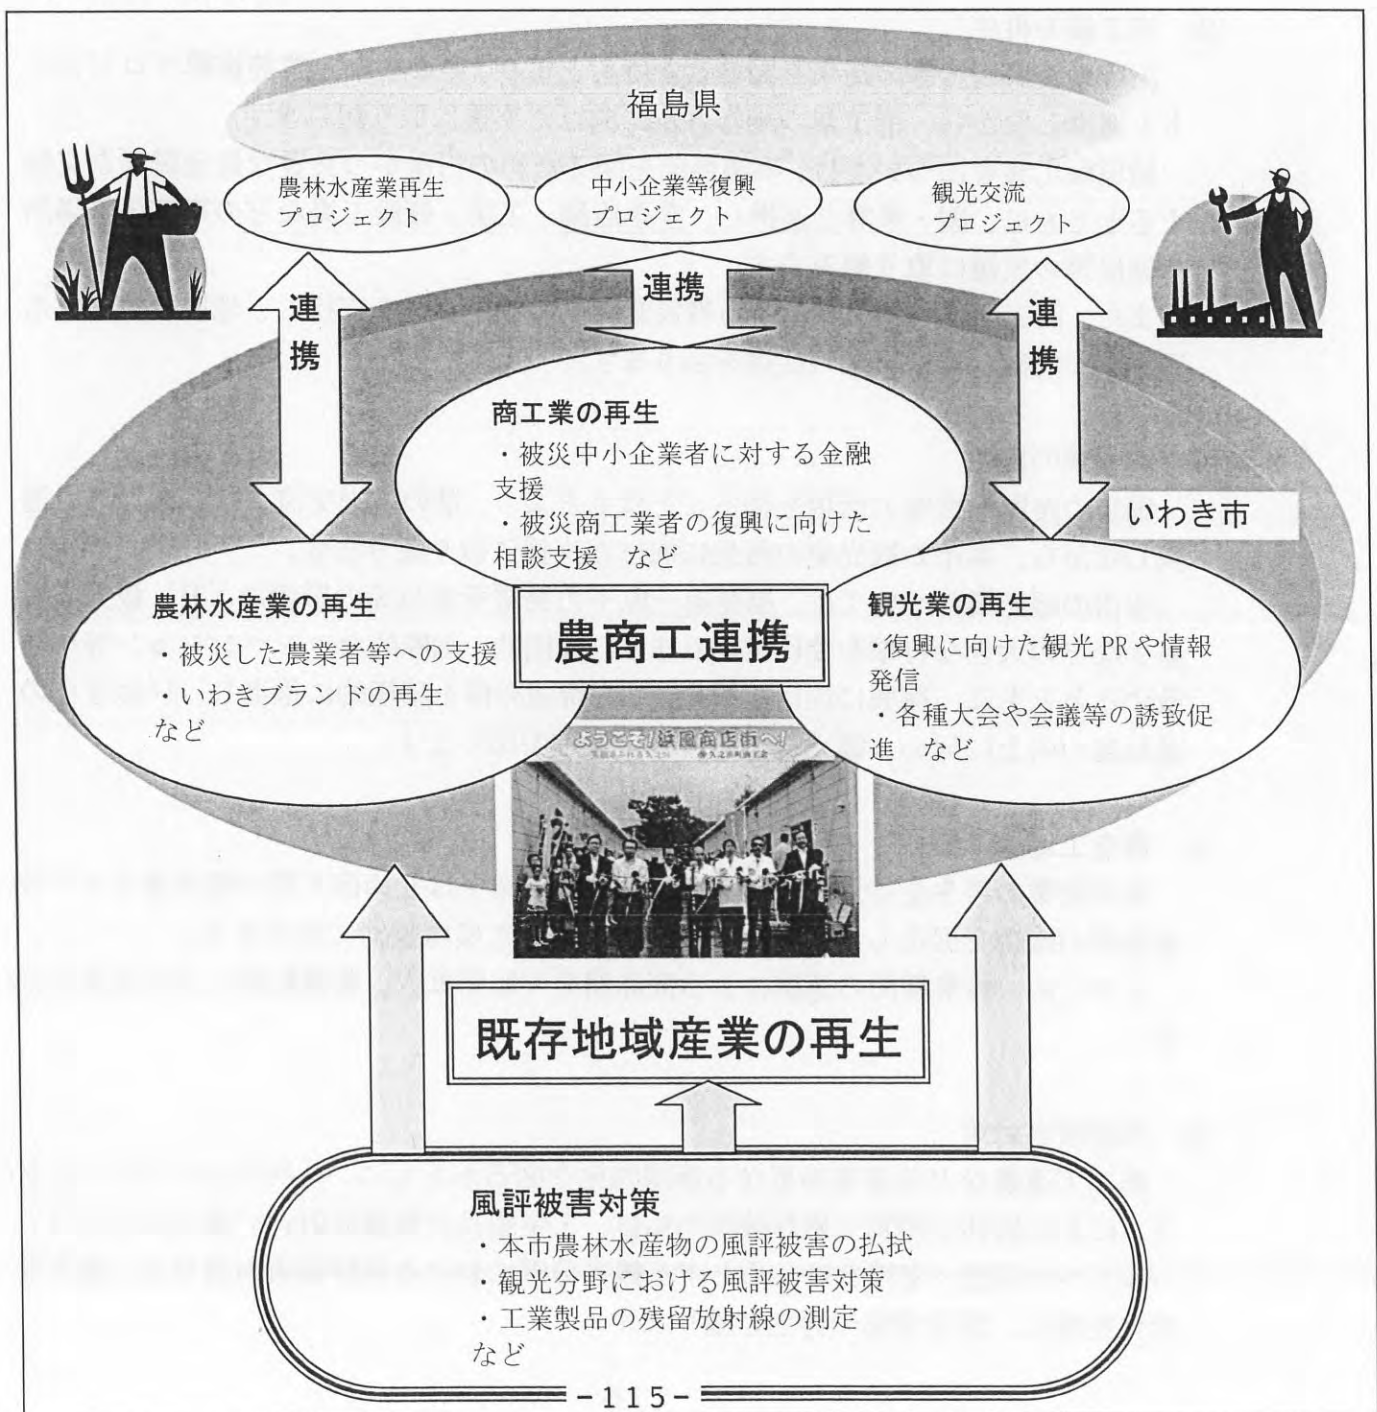 福島県
農林水産業再生
プロジェクト
中小企業等復興
プロジェクト
観光交流
プロジェクト
連携
連携
連携
商工業の再生
・被災中小企業者に対する金融
支援
・被災商工業者の復興に向けた
相談支援　など
いわき市
農林水産業の再生
・被災した農業者等への支援
・いわきブランドの再生
など
農商工連携
観光業の再生
・復興に向けた観光PRや情報
発信
・各種大会や会議等の誘致促
進　など
ようこそ!浜風商店街へ!
既存地域産業の再生
風評被害対策
・本市農林水産物の風評被害の払拭
・観光分野における風評被害対策
・工業製品の残留放射線の測定
など
-115-